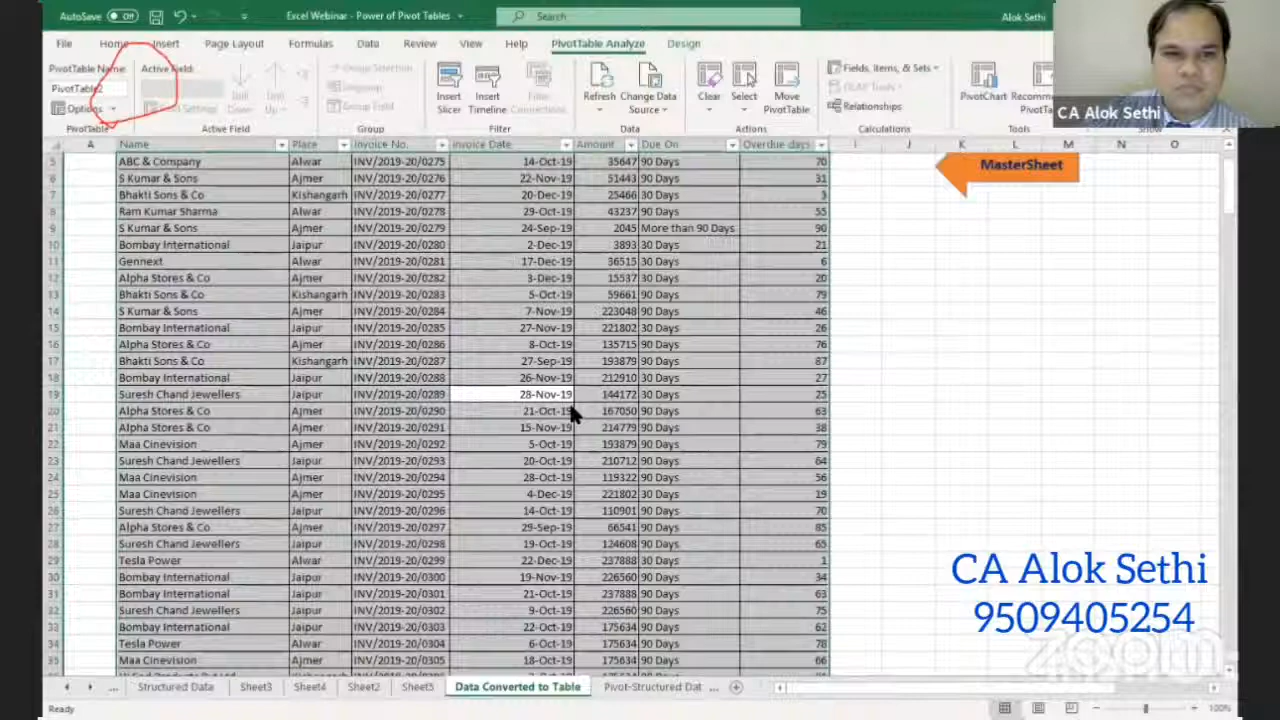 AutoSave Off Excel Webinar - Power of Pivot Tables Search Alok Sethi
File Home Insert Page Layout Formulas Data Review View Help PivotTable Analyze Design
PivotTable Name: Active Field: Group Selection Fields, Items, & Sets
PivotTable2 Ungroup OLAP Tools
Options Settings Group Field Relationships
Insert Slicer Insert Timeline Filter Connections Refresh Change Data Source Clear Select Move PivotTable PivotChart Recomm PivotTa
CA Alok Sethi
PivotTable Active Field Group Filter Data Actions Calculations Tools Show
A Name Place Invoice No. Invoice Date Amount Due On Overdue days I J K L M N O
5 ABC & Company Alwar INV/2019-20/0275 14-Oct-19 35647 90 Days 70
MasterSheet
6 S Kumar & Sons Ajmer INV/2019-20/0276 22-Nov-19 51443 90 Days 31
7 Bhakti Sons & Co Kishangarh INV/2019-20/0277 20-Dec-19 25466 30 Days 3
8 Ram Kumar Sharma Alwar INV/2019-20/0278 29-Oct-19 43237 90 Days 55
9 S Kumar & Sons Ajmer INV/2019-20/0279 24-Sep-19 2045 More than 90 Days 90
10 Bombay International Jaipur INV/2019-20/0280 2-Dec-19 3893 30 Days 21
11 Gennext Alwar INV/2019-20/0281 17-Dec-19 36515 30 Days 6
12 Alpha Stores & Co Ajmer INV/2019-20/0282 3-Dec-19 15537 30 Days 20
13 Bhakti Sons & Co Kishangarh INV/2019-20/0283 5-Oct-19 59661 90 Days 79
14 S Kumar & Sons Ajmer INV/2019-20/0284 7-Nov-19 223048 90 Days 46
15 Bombay International Jaipur INV/2019-20/0285 27-Nov-19 221802 30 Days 26
16 Alpha Stores & Co Ajmer INV/2019-20/0286 8-Oct-19 135715 90 Days 76
17 Bhakti Sons & Co Kishangarh INV/2019-20/0287 27-Sep-19 193879 90 Days 87
18 Bombay International Jaipur INV/2019-20/0288 26-Nov-19 212910 30 Days 27
19 Suresh Chand Jewellers Jaipur INV/2019-20/0289 28-Nov-19 144172 30 Days 25
20 Alpha Stores & Co Ajmer INV/2019-20/0290 21-Oct-19 167050 90 Days 63
21 Alpha Stores & Co Ajmer INV/2019-20/0291 15-Nov-19 214779 90 Days 38
22 Maa Cinevision Ajmer INV/2019-20/0292 5-Oct-19 193879 90 Days 79
23 Suresh Chand Jewellers Jaipur INV/2019-20/0293 20-Oct-19 210712 90 Days 64
24 Maa Cinevision Ajmer INV/2019-20/0294 28-Oct-19 119322 90 Days 56
25 Maa Cinevision Ajmer INV/2019-20/0295 4-Dec-19 221802 30 Days 19
26 Suresh Chand Jewellers Jaipur INV/2019-20/0296 14-Oct-19 110901 90 Days 70
27 Alpha Stores & Co Ajmer INV/2019-20/0297 29-Sep-19 66541 90 Days 85
28 Suresh Chand Jewellers Jaipur INV/2019-20/0298 19-Oct-19 124608 90 Days 65
29 Tesla Power Alwar INV/2019-20/0299 22-Dec-19 237888 30 Days 1
30 Bombay International Jaipur INV/2019-20/0300 19-Nov-19 226560 90 Days 34
31 Bombay International Jaipur INV/2019-20/0301 21-Oct-19 237888 90 Days 63
32 Suresh Chand Jewellers Jaipur INV/2019-20/0302 9-Oct-19 226560 90 Days 75
33 Bombay International Jaipur INV/2019-20/0303 22-Oct-19 175634 90 Days 62
34 Tesla Power Alwar INV/2019-20/0304 6-Oct-19 175634 90 Days 78
35 Maa Cinevision Ajmer INV/2019-20/0305 18-Oct-19 175634 90 Days 66
CA Alok Sethi
9509405254
zoom
... Structured Data Sheet3 Sheet4 Sheet2 Sheet5 Data Converted to Table Pivot-Structured Dat ...
Ready 100%